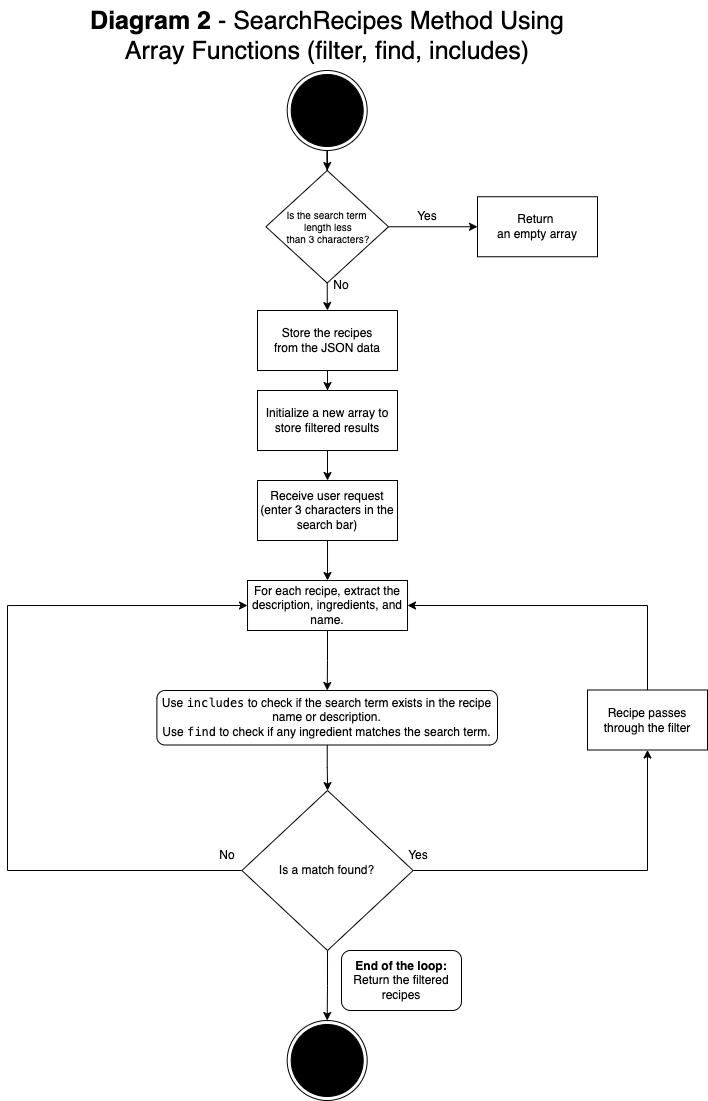 Diagram 2 - SearchRecipes Method Using
Array Functions (filter, find, includes)
Is the search term
length less
than 3 characters?
Yes
Return
an empty array
No
Store the recipes
from the JSON data
Initialize a new array to
store filtered results
Receive user request
(enter 3 characters in the
search bar)
For each recipe, extract the
description, ingredients, and
name.
Use includes to check if the search term exists in the recipe
name or description.
Use find to check if any ingredient matches the search term.
Recipe passes
through the filter
No
Is a match found?
Yes
End of the loop:
Return the filtered
recipes